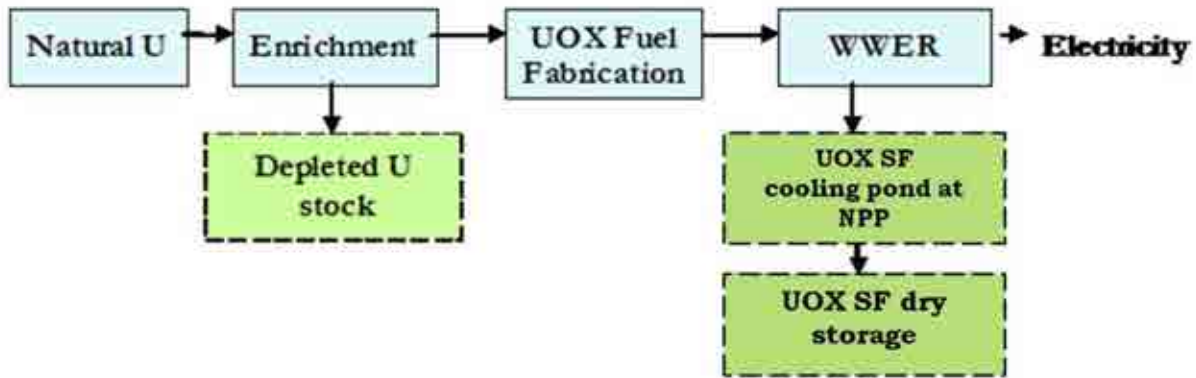 Natural U
Enrichment
UOX Fuel
Fabrication
WWER
Electricity
Depleted U
stock
UOX SF
cooling pond at
NPP
UOX SF dry
storage